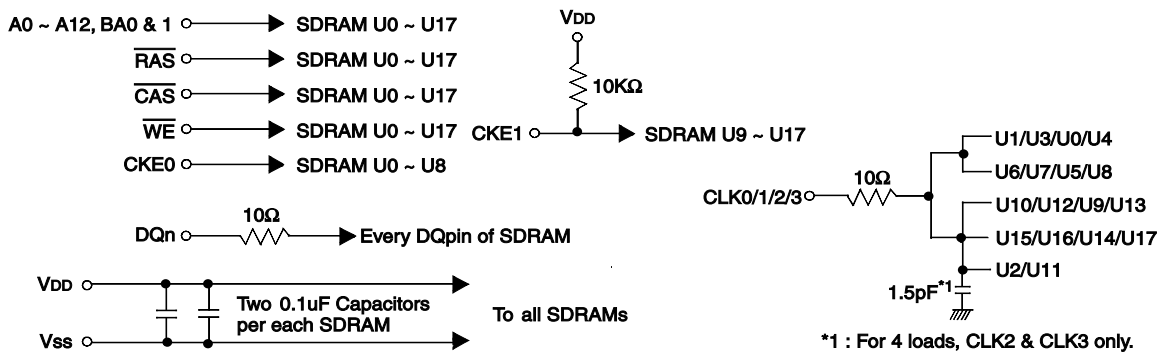 A0 ~ A12, BA0 & 1 SDRAM U0 ~ U17
RAS SDRAM U0 ~ U17
CAS SDRAM U0 ~ U17
WE SDRAM U0 ~ U17
CKE0 SDRAM U0 ~ U8
VDD
10KΩ
CKE1 SDRAM U9 ~ U17
DQn 10Ω Every DQpin of SDRAM
VDD
Two 0.1uF Capacitors
per each SDRAM
Vss
To all SDRAMs
CLK0/1/2/3 10Ω
U1/U3/U0/U4
U6/U7/U5/U8
U10/U12/U9/U13
U15/U16/U14/U17
U2/U11
1.5pF*1
*1 : For 4 loads, CLK2 & CLK3 only.